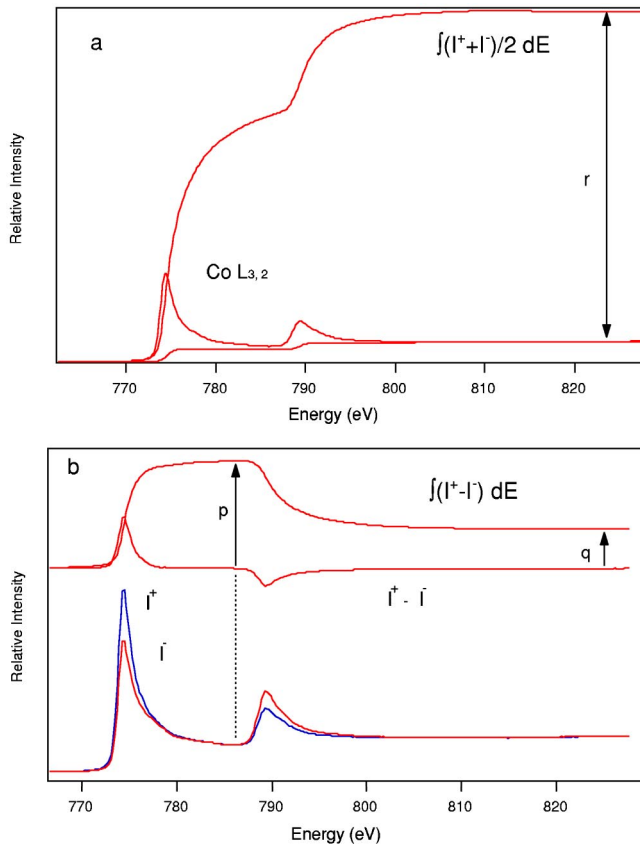 a
∫(I⁺+I⁻)/2 dE
r
Co L₃, ₂
Relative Intensity
770 780 790 800 810 820
Energy (eV)
b
∫(I⁺-I⁻) dE
p
q
I⁺
I⁻
I⁺ - I⁻
Relative Intensity
770 780 790 800 810 820
Energy (eV)